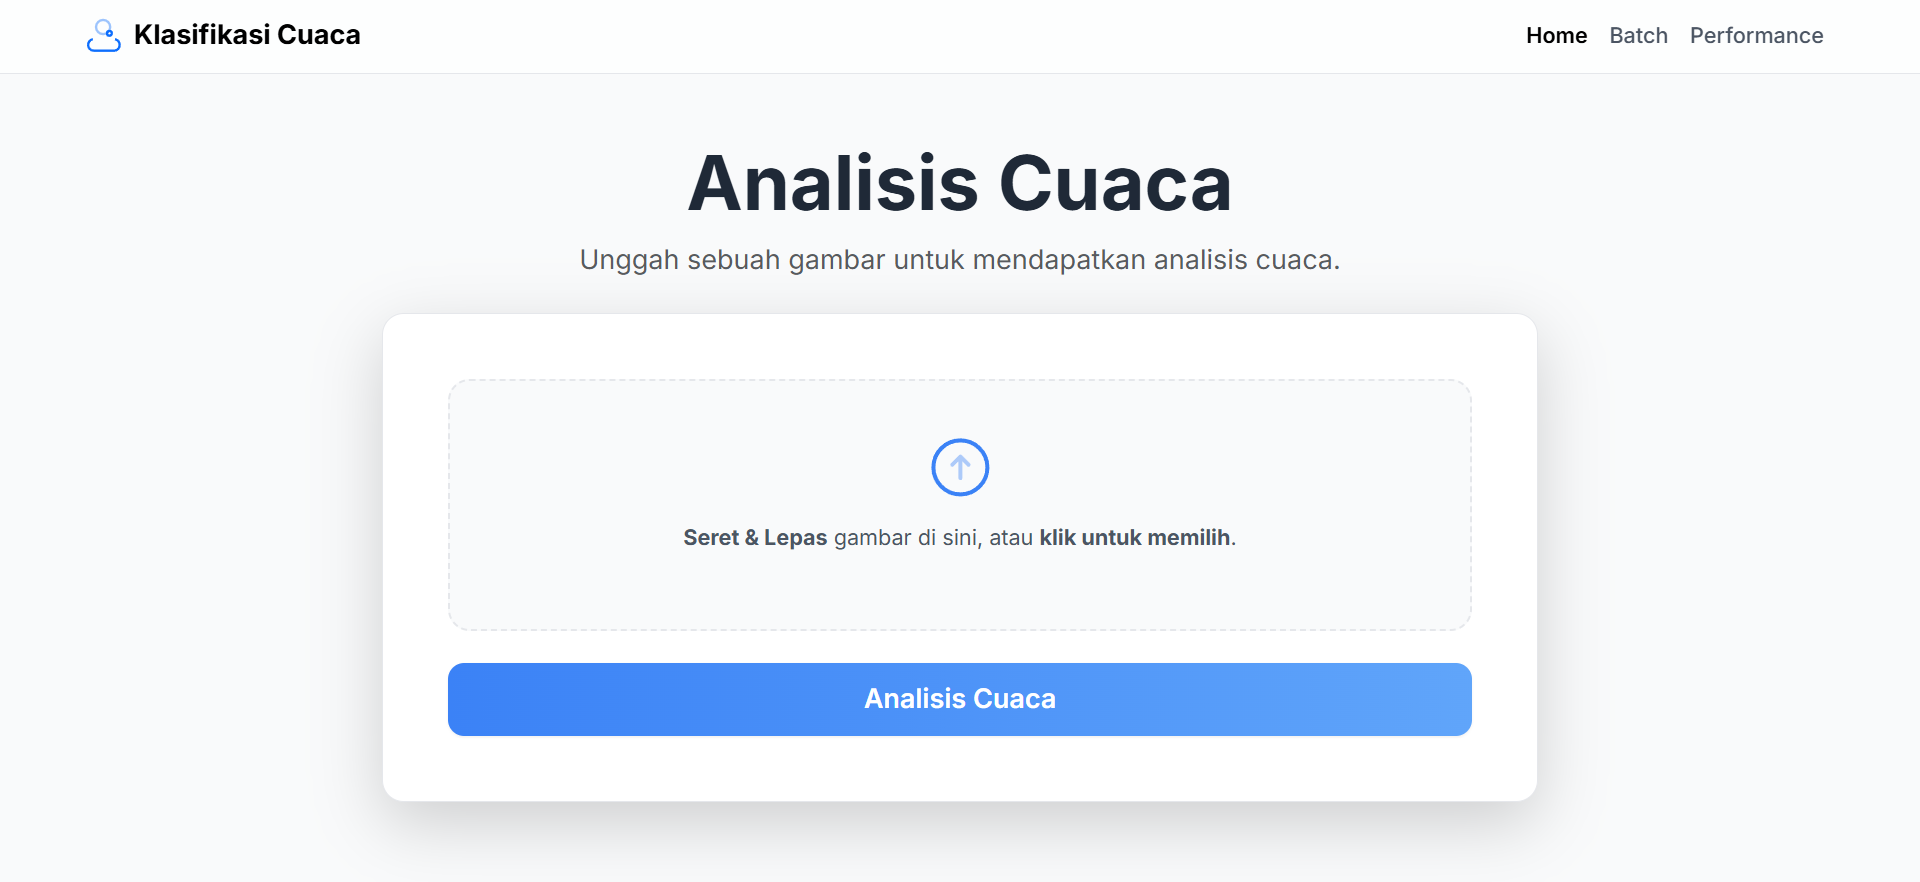 Klasifikasi Cuaca
Home Batch Performance
Analisis Cuaca
Unggah sebuah gambar untuk mendapatkan analisis cuaca.
Seret & Lepas gambar di sini, atau klik untuk memilih.
Analisis Cuaca